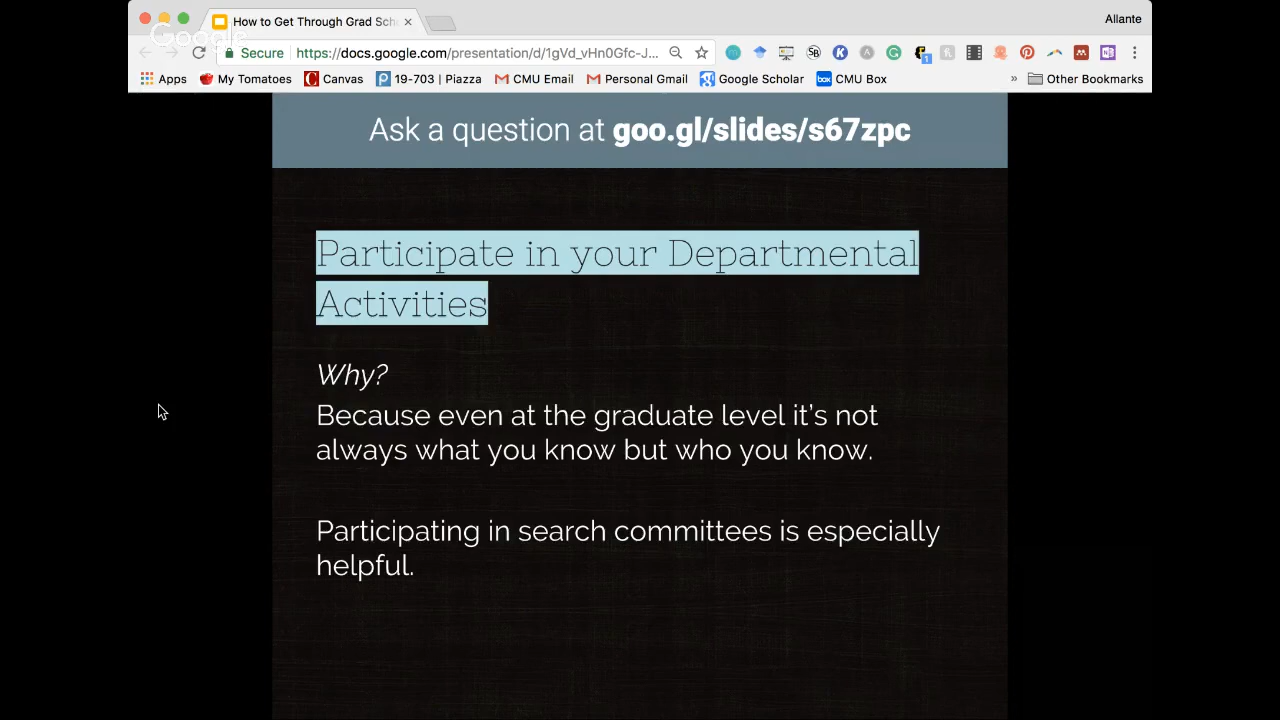 How to Get Through Grad Scho
Allante
Google
Secure https://docs.google.com/presentation/d/1gVd_vHn0Gfc-J...
Apps My Tomatoes Canvas 19-703 | Piazza CMU Email Personal Gmail Google Scholar box CMU Box » Other Bookmarks
Ask a question at goo.gl/slides/s67zpc
Participate in your Departmental
Activities
Why?
Because even at the graduate level it's not
always what you know but who you know.
Participating in search committees is especially
helpful.